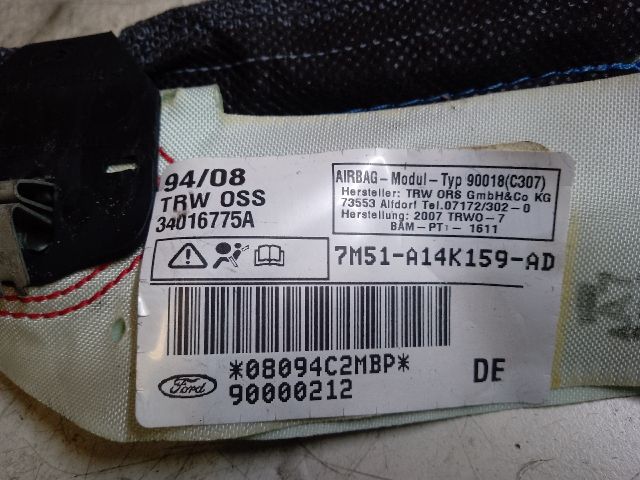 94/08
TRW OSS
34016775A
AIRBAG-Modul-Typ 90018(C307)
Hersteller: TRW ORS GmbH&Co KG
73553 Alfdorf Tel.07172/302-0
Herstellung: 2007 TRWO-7
BAM-PT1-1611
7M51-A14K159-AD
*08094C2MBP*
Ford
90000212
DE